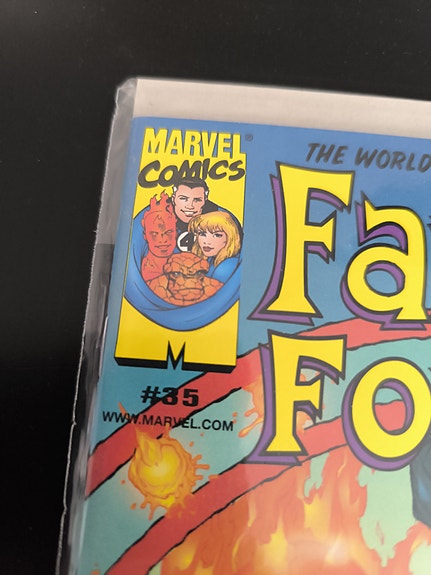 MARVEL®
COMICS
4
M
#35
WWW.MARVEL.COM
THE WORLD
Fa
Fo